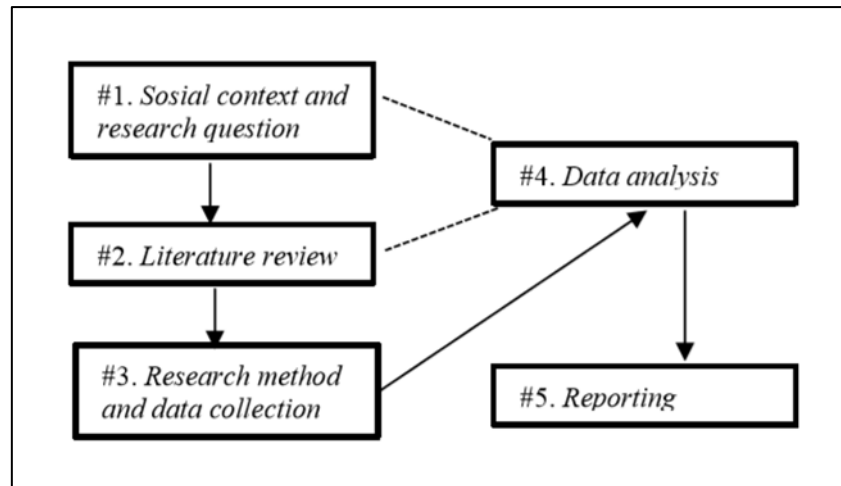 #1. Sosial context and
research question
#2. Literature review
#3. Research method
and data collection
#4. Data analysis
#5. Reporting